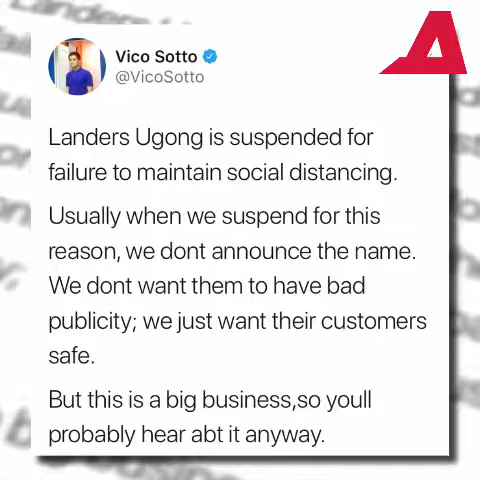 Vico Sotto
@VicoSotto
Landers Ugong is suspended for
failure to maintain social distancing.
Usually when we suspend for this
reason, we dont announce the name.
We dont want them to have bad
publicity; we just want their customers
safe.
But this is a big business,so youll
probably hear abt it anyway.